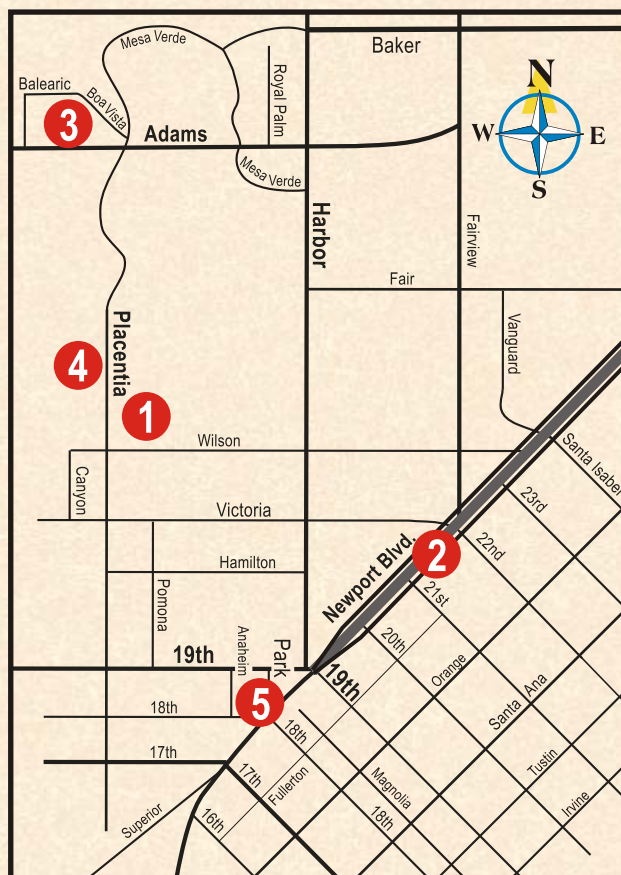 Mesa Verde
Baker
N
W
E
S
Balearic
Boa Vista
3
Adams
Royal Palm
Mesa Verde
Harbor
Fairview
Fair
Placentia
4
1
Vanguard
Wilson
Canyon
Santa Isabel
Victoria
23rd
22nd
Newport Blvd.
2
21st
Hamilton
Pomona
20th
19th
Anaheim
Park
19th
Orange
Santa Ana
5
18th
18th
17th
17th
Fullerton
Magnolia
18th
Tustin
Irvine
Superior
16th